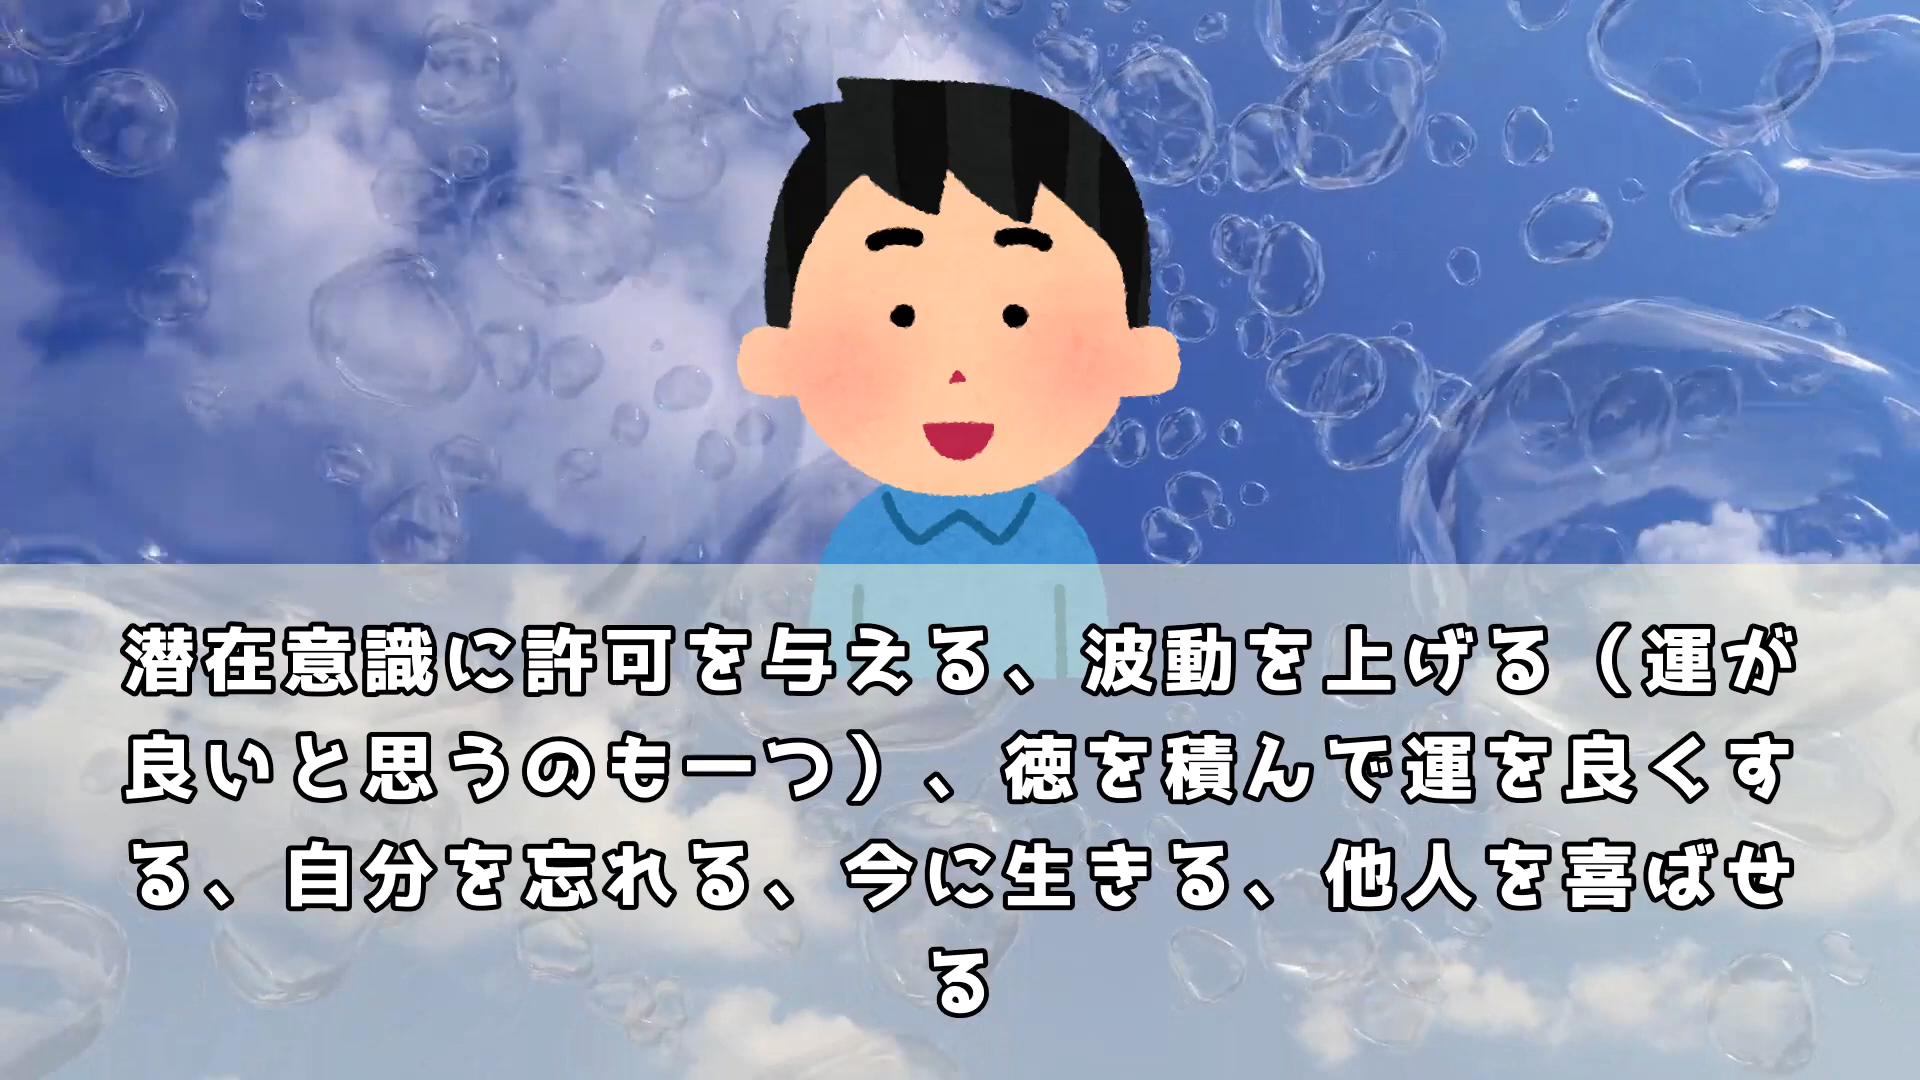 潜在意識に許可を与える、波動を上げる（運が
良いと思うのも一つ）、徳を積んで運を良くす
る、自分を忘れる、今に生きる、他人を喜ばせ
る